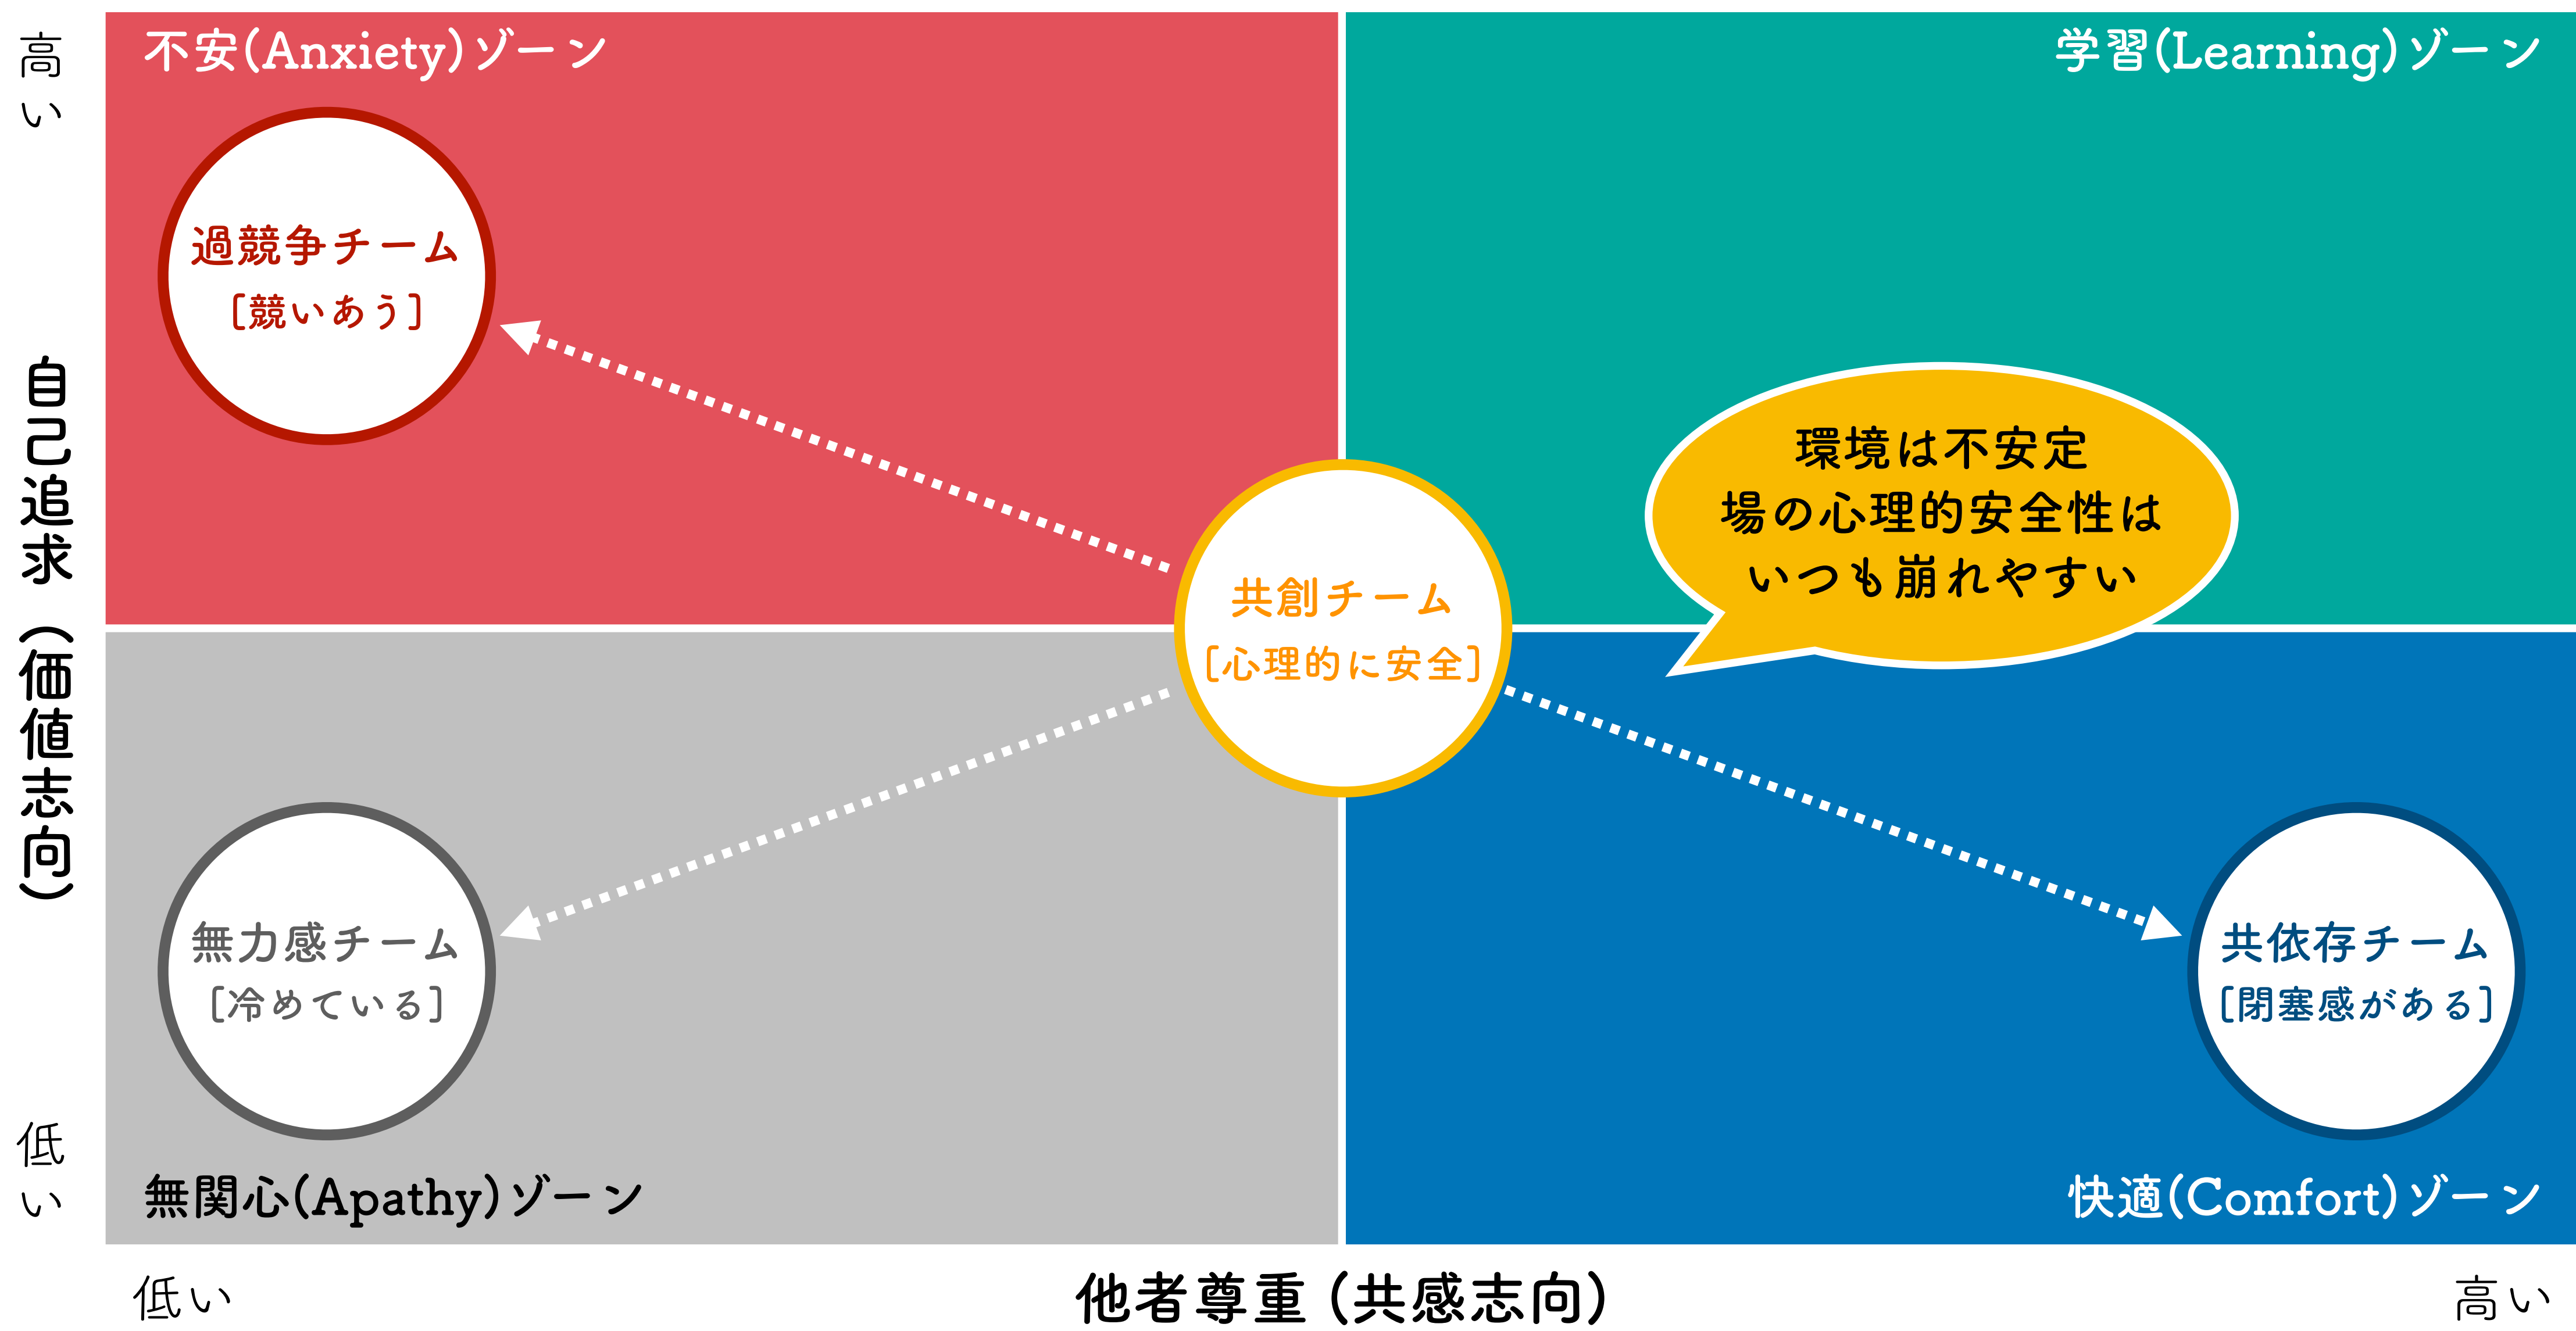 高い
不安(Anxiety)ゾーン
学習(Learning)ゾーン
過競争チーム
[競いあう]
自己追求(価値志向)
環境は不安定
場の心理的安全性は
いつも崩れやすい
共創チーム
[心理的に安全]
無力感チーム
[冷めている]
共依存チーム
[閉塞感がある]
低い
無関心(Apathy)ゾーン
快適(Comfort)ゾーン
低い
他者尊重(共感志向)
高い